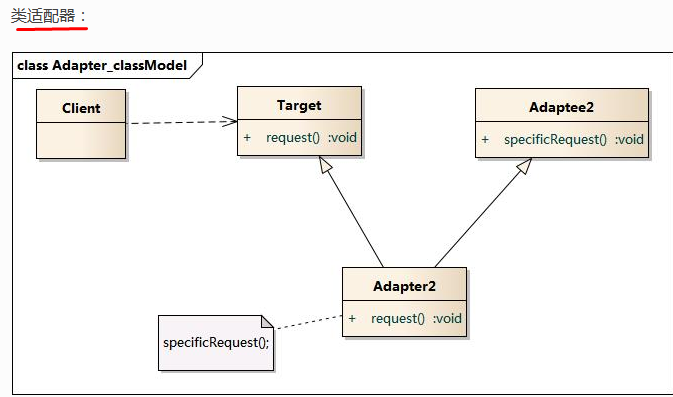 类适配器：
class Adapter_classModel
Client
Target
+ request() :void
Adaptee2
+ specificRequest() :void
Adapter2
+ request() :void
specificRequest();